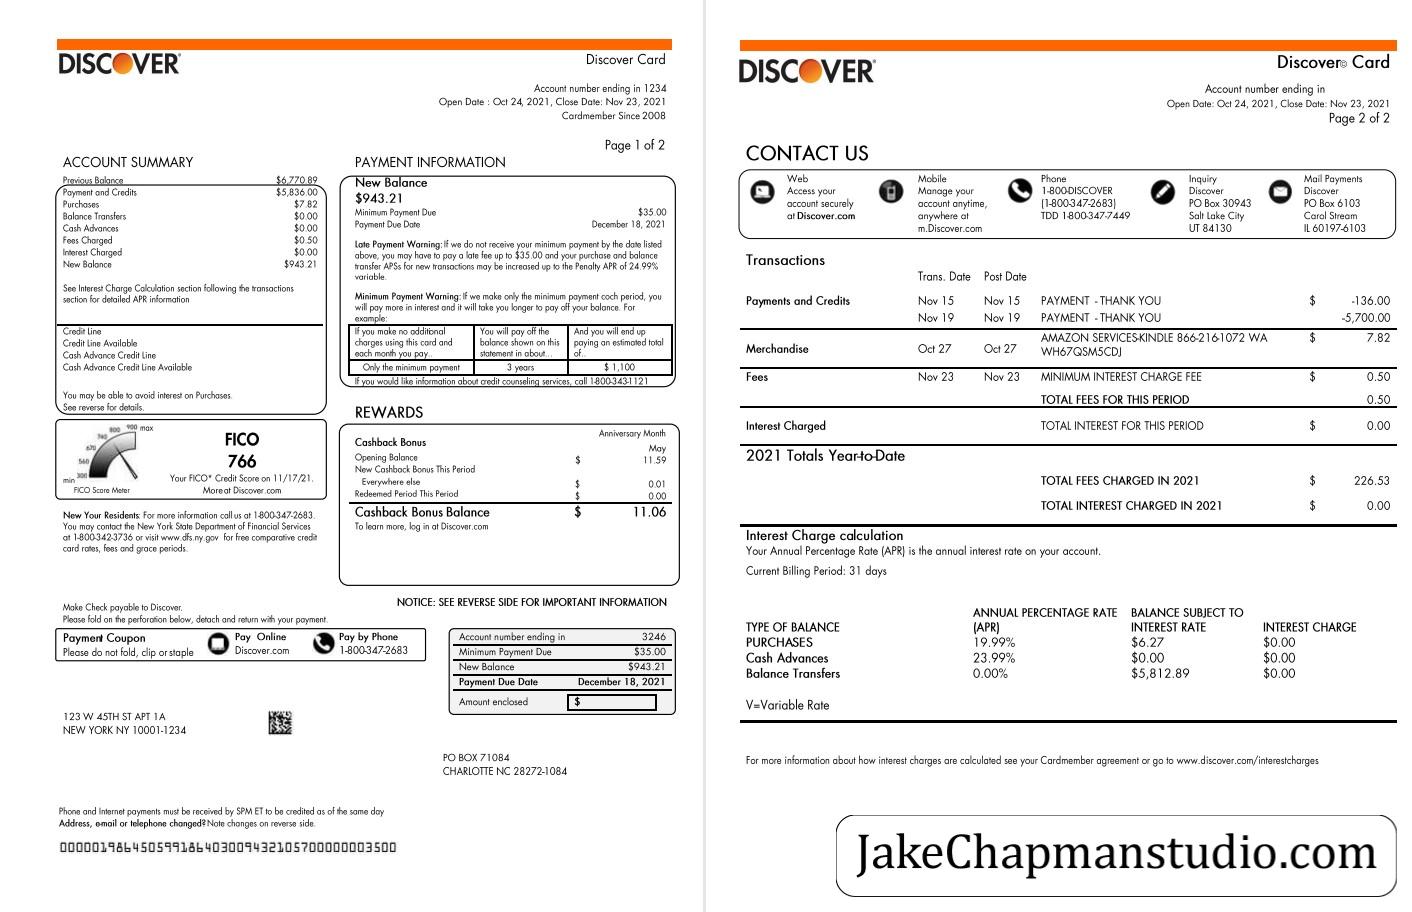 DISCOVER
Discover Card
Account number ending in 1234
Open Date : Oct 24, 2021, Close Date: Nov 23, 2021
Cardmember Since 2008
Page 1 of 2
ACCOUNT SUMMARY
Previous Balance $6,770.89
Payment and Credits $5,836.00
Purchases $7.82
Balance Transfers $0.00
Cash Advances $0.00
Fees Charged $0.50
Interest Charged $0.00
New Balance $943.21
See Interest Charge Calculation section following the transactions
section for detailed APR information
Credit Line
Credit Line Available
Cash Advance Credit Line
Cash Advance Credit Line Available
You may be able to avoid interest on Purchases.
See reverse for details.
PAYMENT INFORMATION
New Balance
$943.21
Minimum Payment Due $35.00
Payment Due Date December 18, 2021
Late Payment Warning: If we do not receive your minimum payment by the date listed
above, you may have to pay a late fee up to $35.00 and your purchase and balance
transfer APSs for new transactions may be increased up to the Penalty APR of 24.99%
variable.
Minimum Payment Warning: If we make only the minimum payment coch period, you
will pay more in interest and it will take you longer to pay off your balance. For
example:
If you make no additional
charges using this card and
each month you pay..
You will pay off the
balance shown on this
statement in about...
And you will end up
paying an estimated total
of..
Only the minimum payment 3 years $ 1,100
If you would like information about credit counseling services, call 1-800-343-1121
FICO
766
Your FICO* Credit Score on 11/17/21.
More at Discover.com
min 300 560 670 740 800 900 max
FICO Score Meter
REWARDS
Anniversary Month
Cashback Bonus May
Opening Balance $ 11.59
New Cashback Bonus This Period
Everywhere else $ 0.01
Redeemed Period This Period $ 0.00
Cashback Bonus Balance $ 11.06
To learn more, log in at Discover.com
New Your Residents: For more information call us at 1-800-347-2683.
You may contact the New York State Department of Financial Services
at 1-800-342-3736 or visit www.dfs.ny.gov for free comparative credit
card rates, fees and grace periods.
NOTICE: SEE REVERSE SIDE FOR IMPORTANT INFORMATION
Make Check payable to Discover.
Please fold on the perforation below, detach and return with your payment.
Payment Coupon
Please do not fold, clip or staple
Pay Online
Discover.com
Pay by Phone
1-800-347-2683
Account number ending in 3246
Minimum Payment Due $35.00
New Balance $943.21
Payment Due Date December 18, 2021
Amount enclosed $
123 W 45TH ST APT 1A
NEW YORK NY 10001-1234
PO BOX 71084
CHARLOTTE NC 28272-1084
Phone and Internet payments must be received by SPM ET to be credited as of the same day
Address, e-mail or telephone changed? Note changes on reverse side.
DISCOVER
Discover© Card
Account number ending in
Open Date: Oct 24, 2021, Close Date: Nov 23, 2021
Page 2 of 2
CONTACT US
Web
Access your
account securely
at Discover.com
Mobile
Manage your
account anytime,
anywhere at
m.Discover.com
Phone
1-800-DISCOVER
(1-800-347-2683)
TDD 1-800-347-7449
Inquiry
Discover
PO Box 30943
Salt Lake City
UT 84130
Mail Payments
Discover
PO Box 6103
Carol Stream
IL 60197-6103
Transactions
Trans. Date Post Date
Payments and Credits Nov 15 Nov 15 PAYMENT - THANK YOU $ -136.00
Nov 19 Nov 19 PAYMENT - THANK YOU -5,700.00
Merchandise Oct 27 Oct 27 AMAZON SERVICES-KINDLE 866-216-1072 WA $ 7.82
WH67QSM5CDJ
Fees Nov 23 Nov 23 MINIMUM INTEREST CHARGE FEE $ 0.50
TOTAL FEES FOR THIS PERIOD 0.50
Interest Charged TOTAL INTEREST FOR THIS PERIOD $ 0.00
2021 Totals Year-to-Date
TOTAL FEES CHARGED IN 2021 $ 226.53
TOTAL INTEREST CHARGED IN 2021 $ 0.00
Interest Charge calculation
Your Annual Percentage Rate (APR) is the annual interest rate on your account.
Current Billing Period: 31 days
TYPE OF BALANCE ANNUAL PERCENTAGE RATE (APR) BALANCE SUBJECT TO INTEREST RATE INTEREST CHARGE
PURCHASES 19.99% $6.27 $0.00
Cash Advances 23.99% $0.00 $0.00
Balance Transfers 0.00% $5,812.89 $0.00
V=Variable Rate
For more information about how interest charges are calculated see your Cardmember agreement or go to www.discover.com/interestcharges
JakeChapmanstudio.com